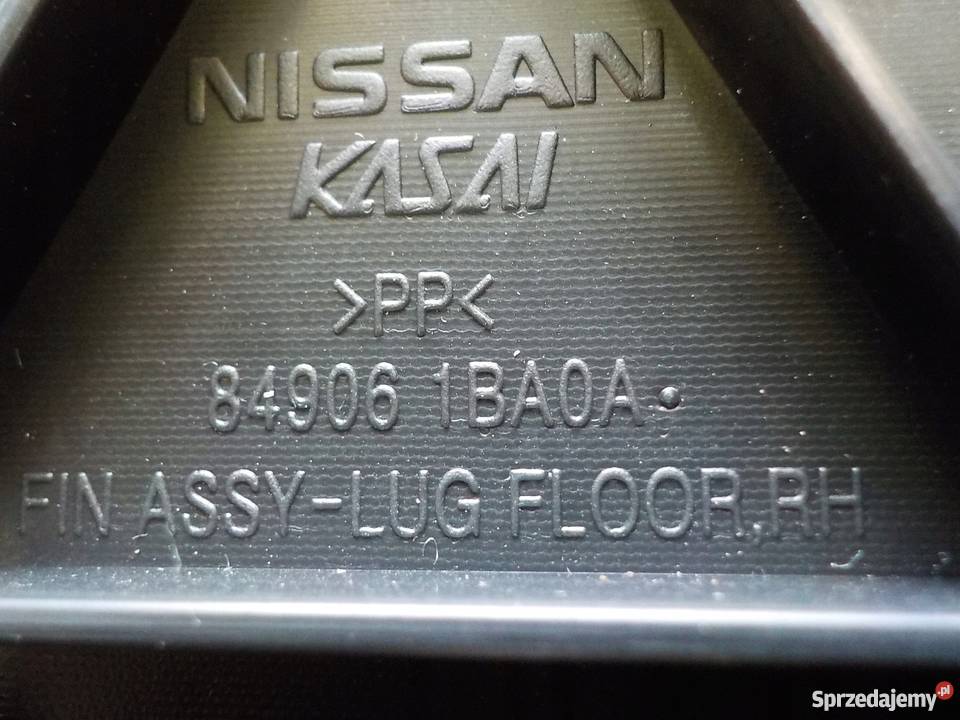 NISSAN
KASAI
>PP<
84906 1BA0A
FIN ASSY-LUG FLOOR,RH
Sprzedajemy.pl